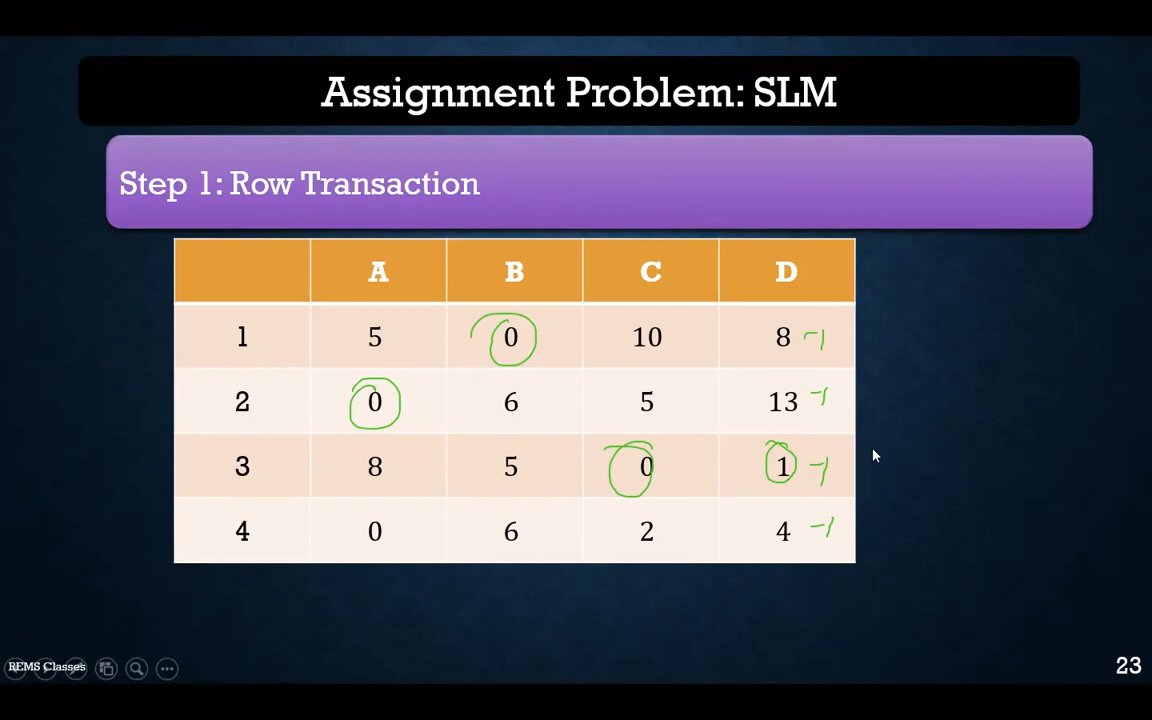 Assignment Problem: SLM
Step 1: Row Transaction
A B C D
1 5 0 10 8 -1
2 0 6 5 13 -1
3 8 5 0 1 -1
4 0 6 2 4 -1
REMS Classes
23